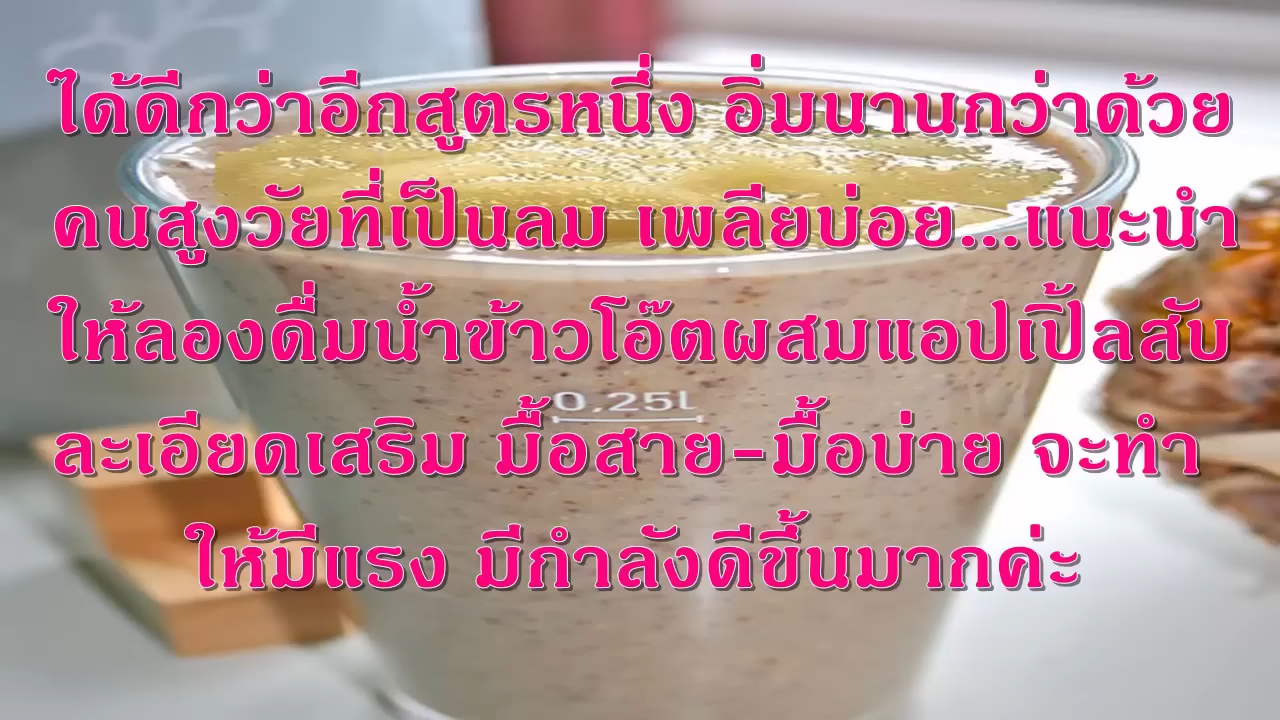 ได้ดีกว่าอีกสูตรหนึ่ง อิ่มนานกว่าด้วย
คนสูงวัยที่เป็นลม เพลียบ่อย...แนะนำ
ให้ลองดื่มน้ำข้าวโอ๊ตผสมแอปเปิ้ลสับ
0,25l
ละเอียดเสริม มื้อสาย-มื้อบ่าย จะทำ
ให้มีแรง มีกำลังดีขึ้นมากค่ะ